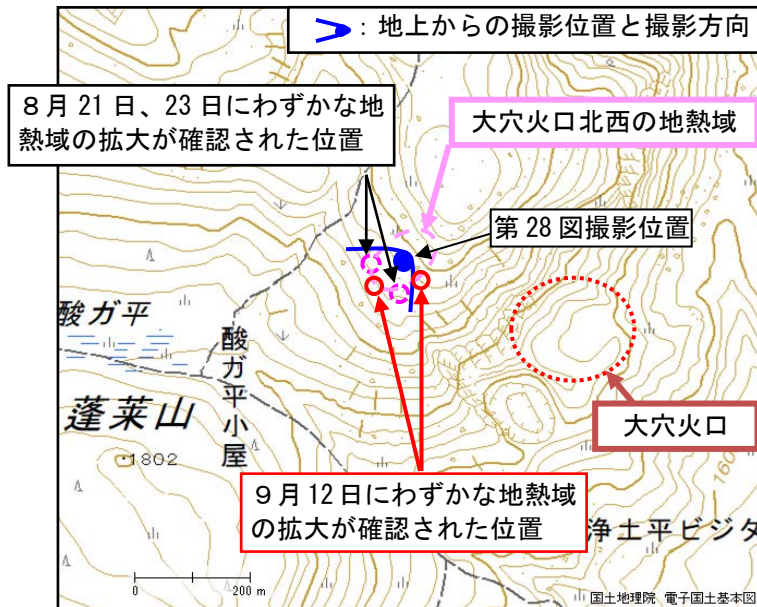 ：地上からの撮影位置と撮影方向
８月 21 日、23 日にわずかな地
熱域の拡大が確認された位置
大穴火口北西の地熱域
第 28 図撮影位置
酸ガ平
酸ガ平小屋
蓬莱山
・1802
大穴火口
160
９月 12 日にわずかな地熱域
の拡大が確認された位置
浄土平ビジタ
0 200 m
国土地理院 電子国土基本図